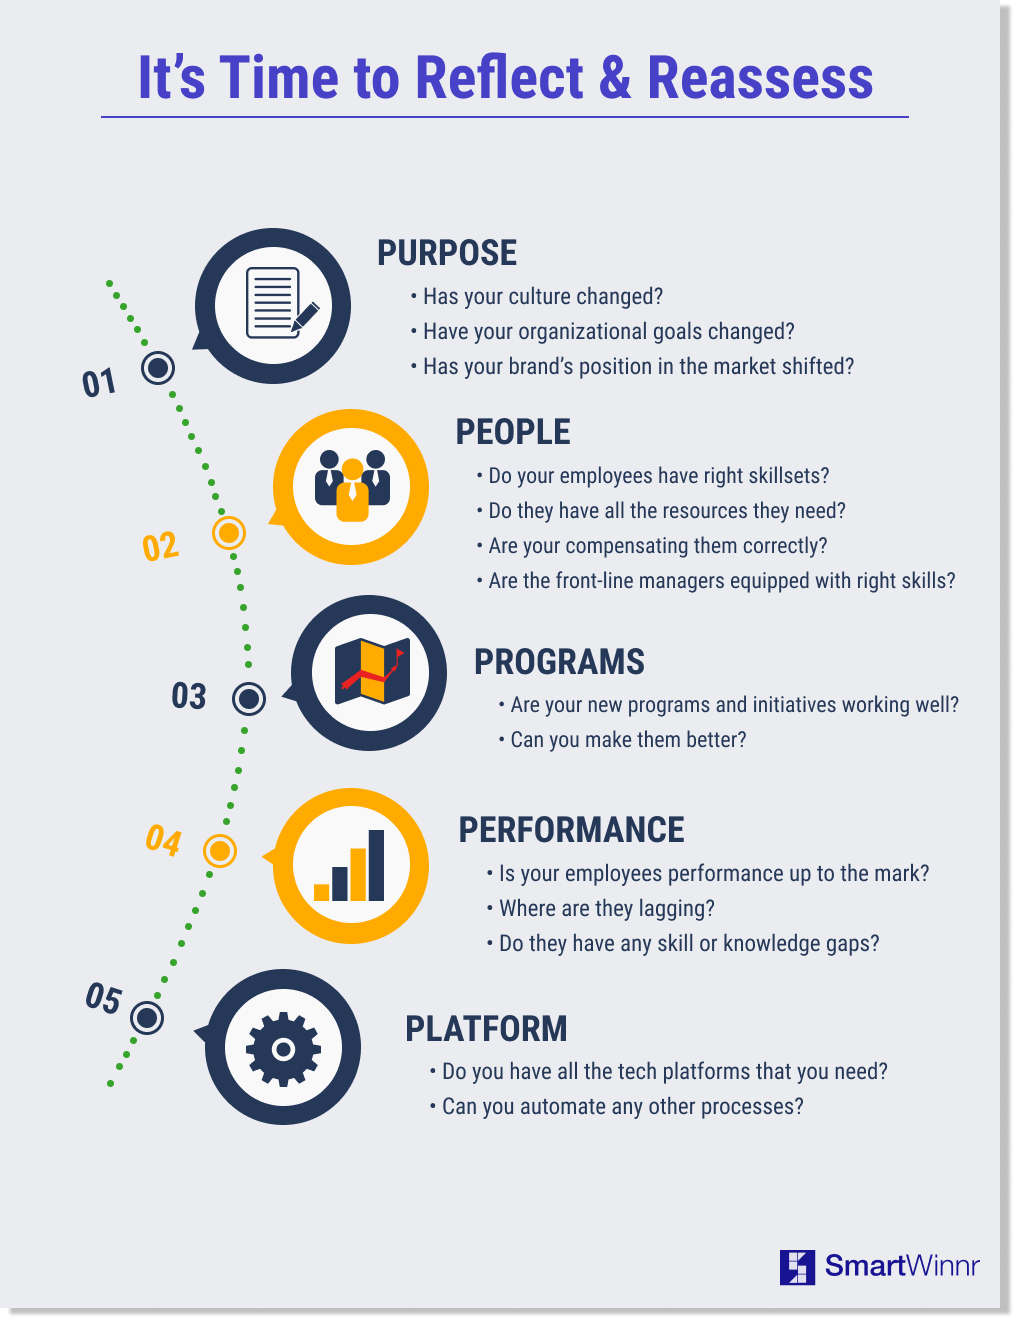 It’s Time to Reflect & Reassess
01
PURPOSE
• Has your culture changed?
• Have your organizational goals changed?
• Has your brand’s position in the market shifted?
02
PEOPLE
• Do your employees have right skillsets?
• Do they have all the resources they need?
• Are your compensating them correctly?
• Are the front-line managers equipped with right skills?
03
PROGRAMS
• Are your new programs and initiatives working well?
• Can you make them better?
04
PERFORMANCE
• Is your employees performance up to the mark?
• Where are they lagging?
• Do they have any skill or knowledge gaps?
05
PLATFORM
• Do you have all the tech platforms that you need?
• Can you automate any other processes?
SmartWinnr